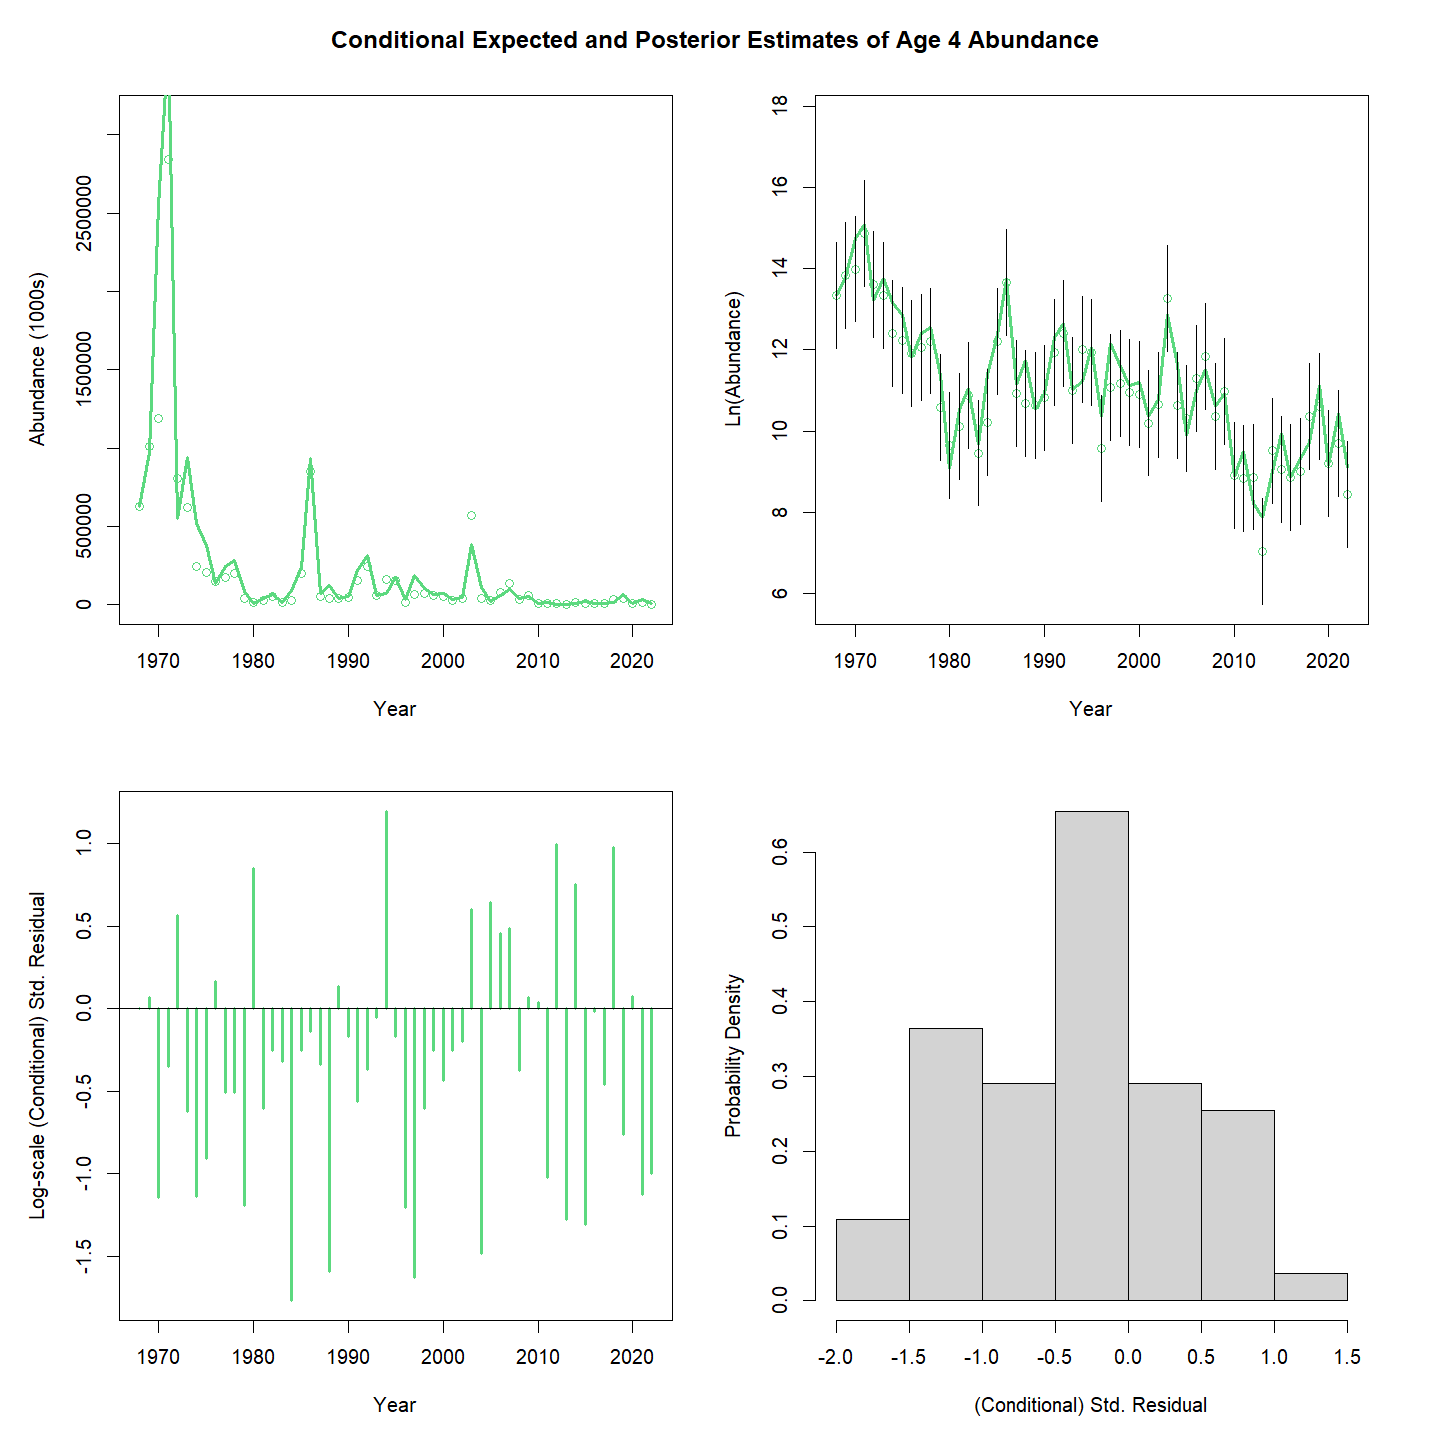 Conditional Expected and Posterior Estimates of Age 4 Abundance
Abundance (1000s)
0 500000 1500000 2500000
1970 1980 1990 2000 2010 2020
Year
Ln(Abundance)
6 8 10 12 14 16 18
1970 1980 1990 2000 2010 2020
Year
Log-scale (Conditional) Std. Residual
-1.5 -1.0 -0.5 0.0 0.5 1.0
1970 1980 1990 2000 2010 2020
Year
Probability Density
0.0 0.1 0.2 0.3 0.4 0.5 0.6
-2.0 -1.5 -1.0 -0.5 0.0 0.5 1.0 1.5
(Conditional) Std. Residual